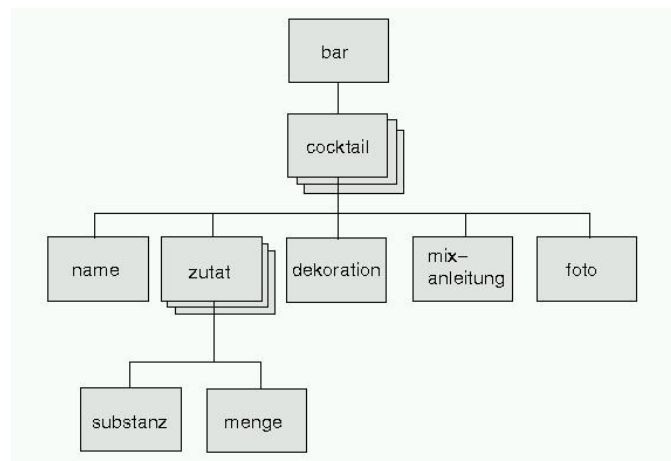 bar
cocktail
name
zutat
dekoration
mix-
anleitung
foto
substanz
menge